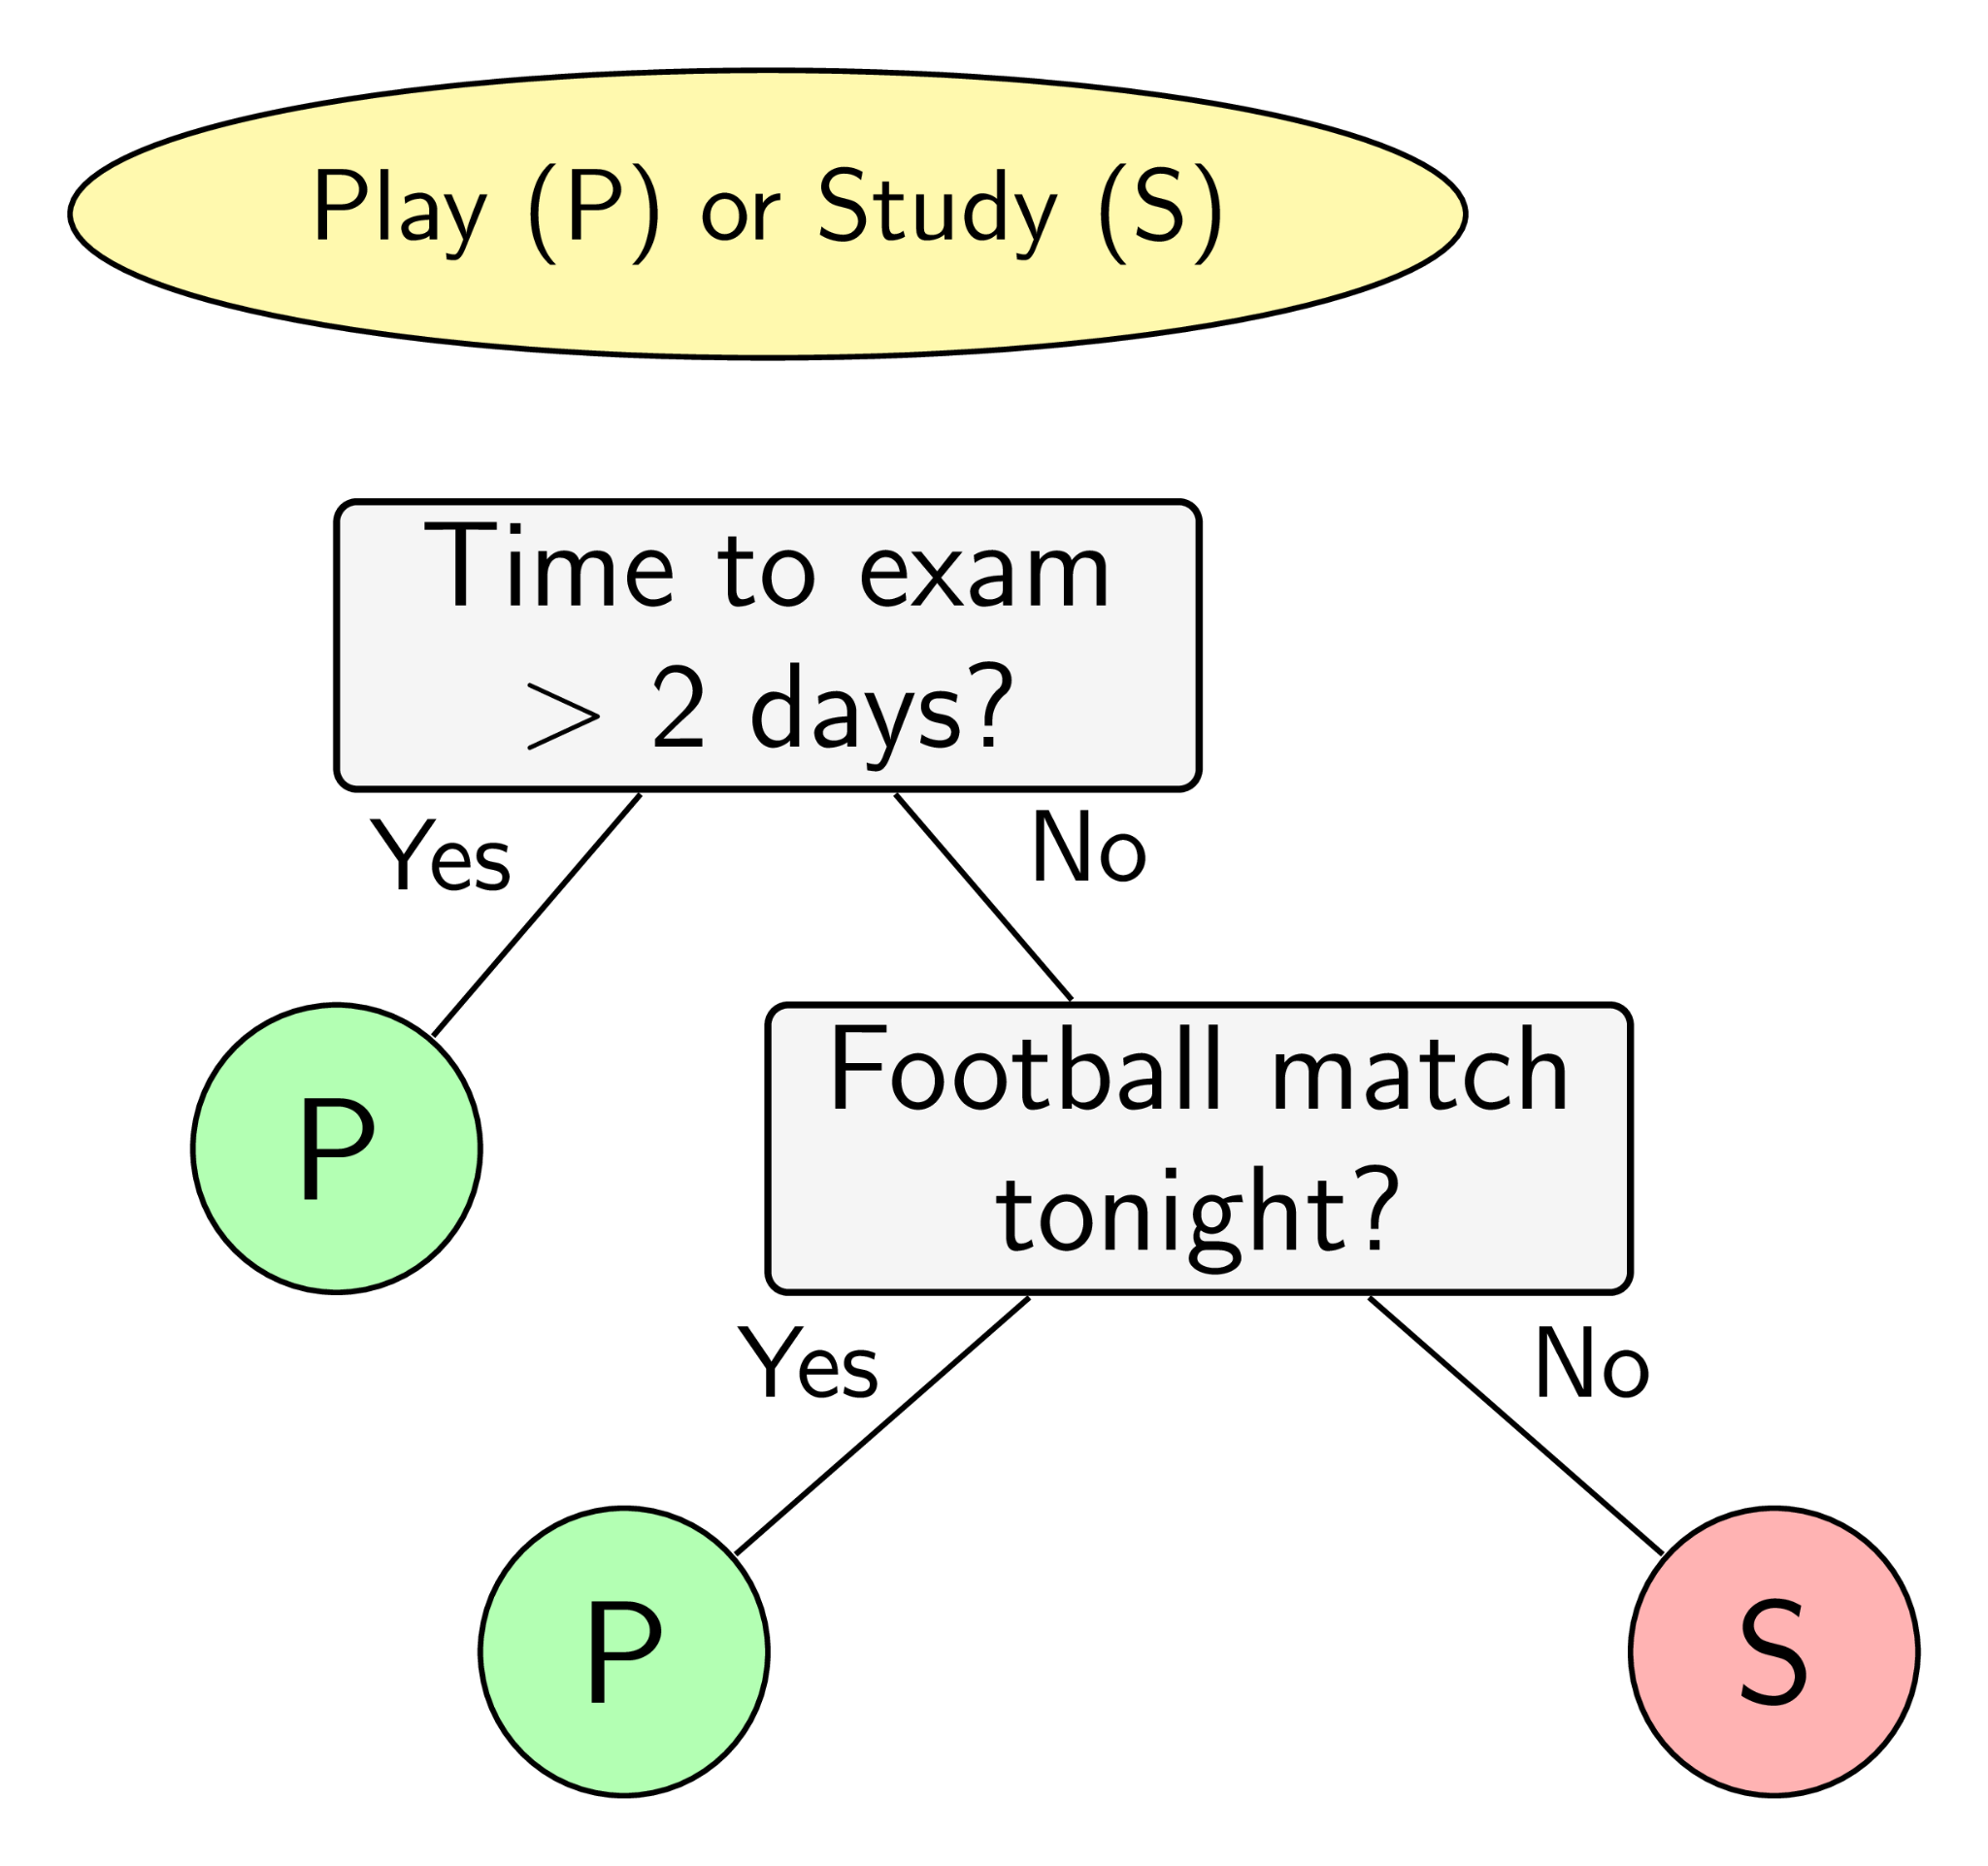 Play (P) or Study (S)
Time to exam
> 2 days?
Yes
No
P
Football match
tonight?
Yes
No
P
S